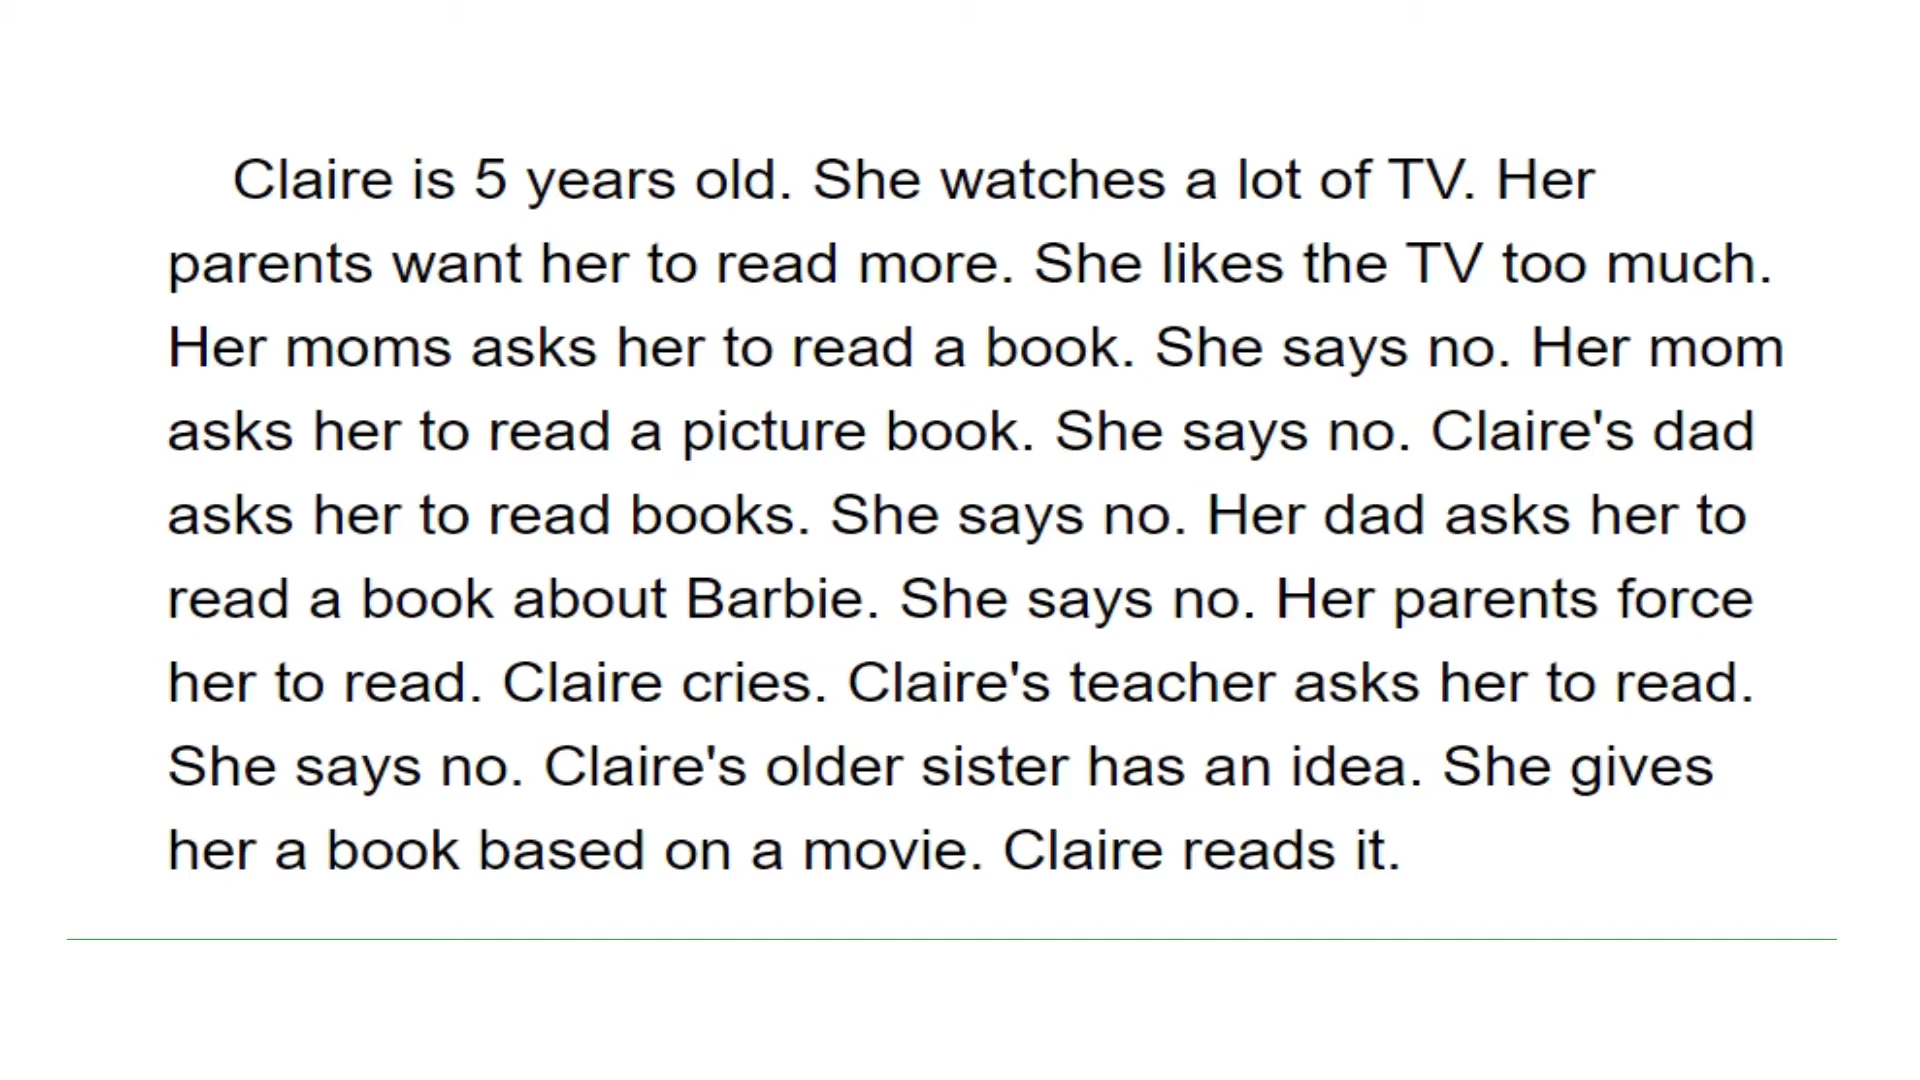 Claire is 5 years old. She watches a lot of TV. Her
parents want her to read more. She likes the TV too much.
Her moms asks her to read a book. She says no. Her mom
asks her to read a picture book. She says no. Claire's dad
asks her to read books. She says no. Her dad asks her to
read a book about Barbie. She says no. Her parents force
her to read. Claire cries. Claire's teacher asks her to read.
She says no. Claire's older sister has an idea. She gives
her a book based on a movie. Claire reads it.